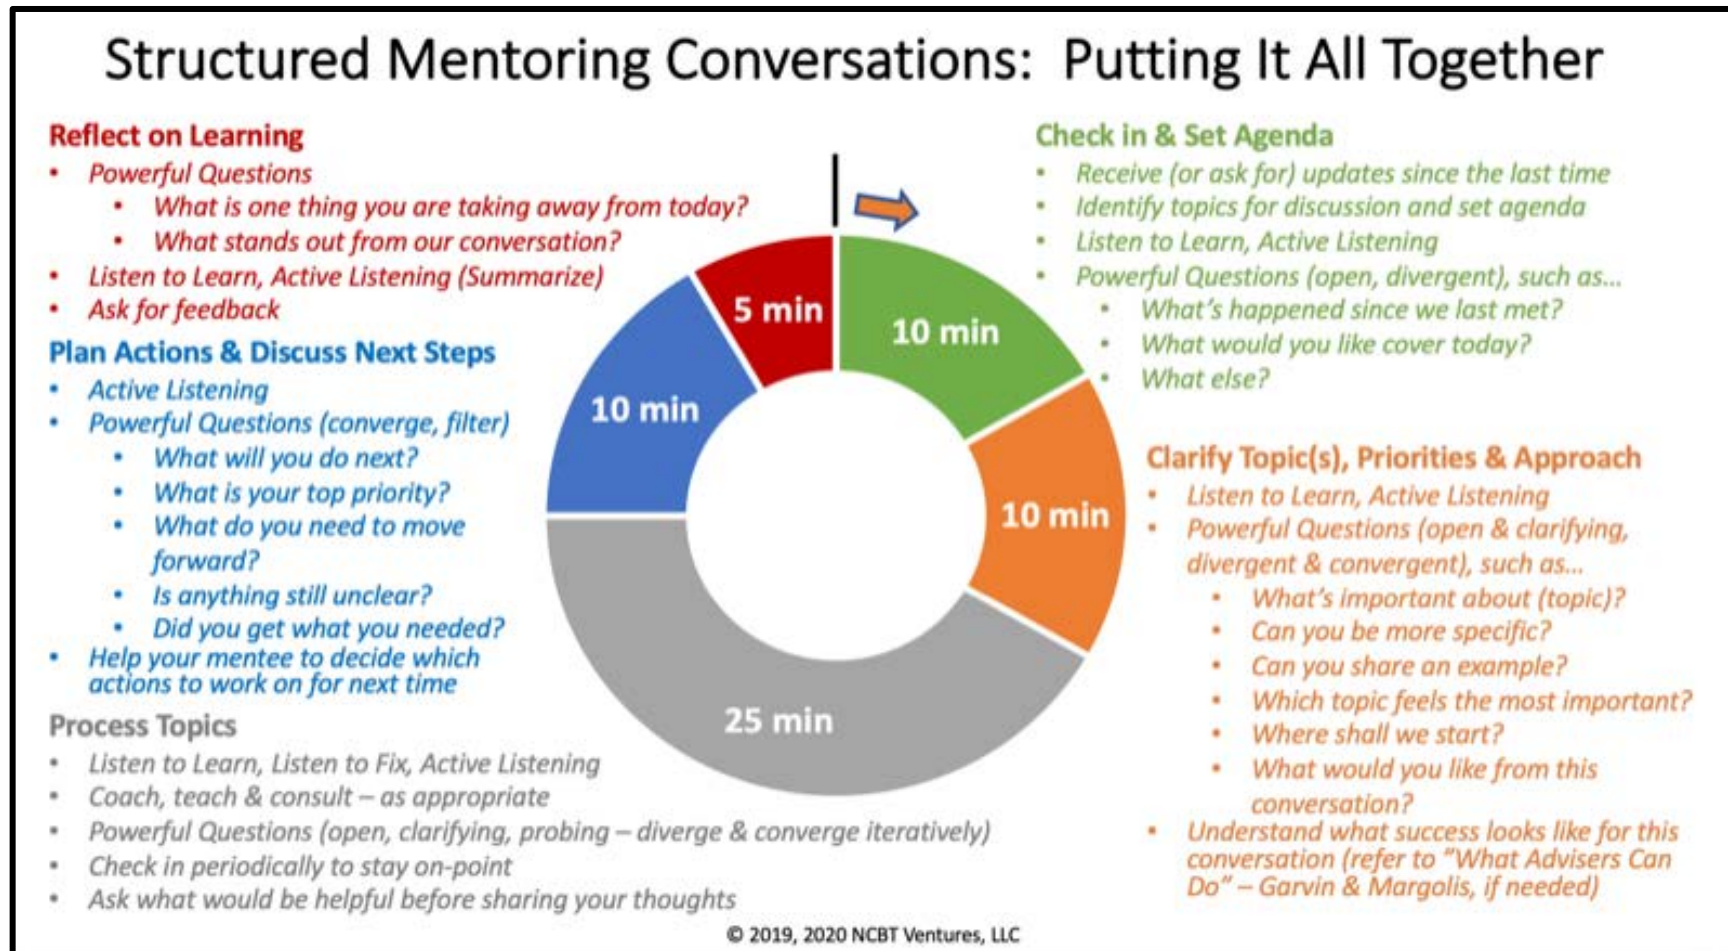 Structured Mentoring Conversations:  Putting It All Together
Reflect on Learning
• Powerful Questions
• What is one thing you are taking away from today?
• What stands out from our conversation?
• Listen to Learn, Active Listening (Summarize)
• Ask for feedback
Plan Actions & Discuss Next Steps
• Active Listening
• Powerful Questions (converge, filter)
• What will you do next?
• What is your top priority?
• What do you need to move
forward?
• Is anything still unclear?
• Did you get what you needed?
• Help your mentee to decide which
actions to work on for next time
Process Topics
• Listen to Learn, Listen to Fix, Active Listening
• Coach, teach & consult – as appropriate
• Powerful Questions (open, clarifying, probing – diverge & converge iteratively)
• Check in periodically to stay on-point
• Ask what would be helpful before sharing your thoughts
5 min
10 min
10 min
10 min
25 min
Check in & Set Agenda
• Receive (or ask for) updates since the last time
• Identify topics for discussion and set agenda
• Listen to Learn, Active Listening
• Powerful Questions (open, divergent), such as...
• What's happened since we last met?
• What would you like cover today?
• What else?
Clarify Topic(s), Priorities & Approach
• Listen to Learn, Active Listening
• Powerful Questions (open & clarifying,
divergent & convergent), such as...
• What's important about (topic)?
• Can you be more specific?
• Can you share an example?
• Which topic feels the most important?
• Where shall we start?
• What would you like from this
conversation?
• Understand what success looks like for this
conversation (refer to "What Advisers Can
Do" – Garvin & Margolis, if needed)
© 2019, 2020 NCBT Ventures, LLC